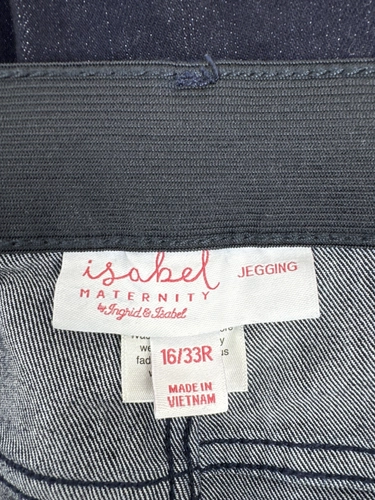 isabel
JEGGING
MATERNITY
by Ingrid & Isabel
16/33R
MADE IN
VIETNAM